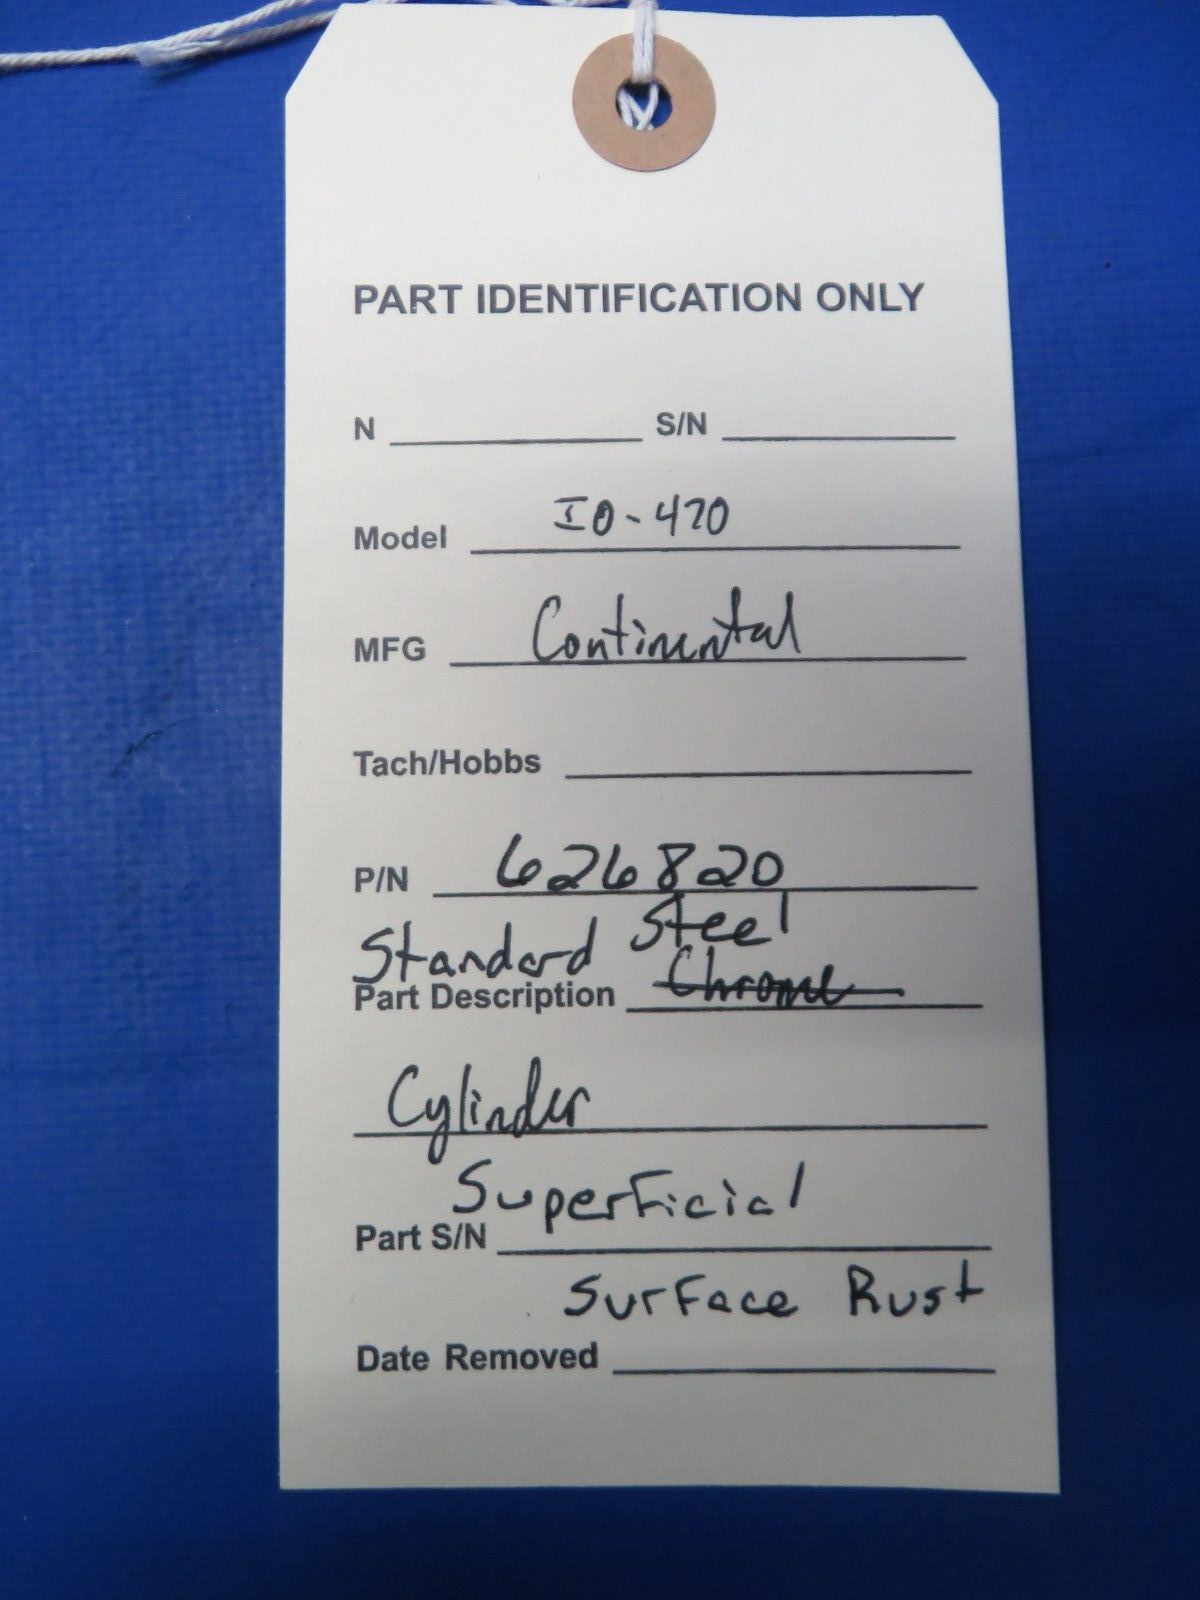 PART IDENTIFICATION ONLY
N S/N
Model IO-470
MFG Continental
Tach/Hobbs
P/N 626820
Standard Steel
Part Description Chrome
Cylinder
Superficial
Part S/N
Surface Rust
Date Removed